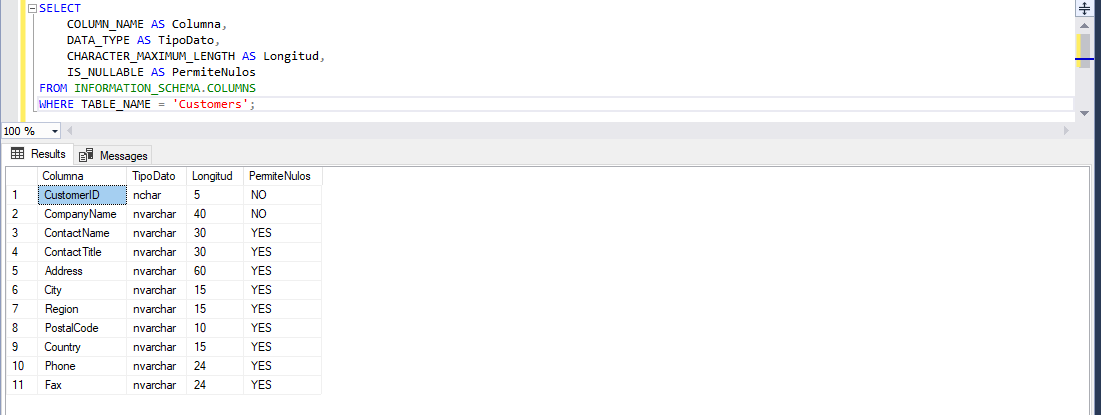 SELECT
COLUMN_NAME AS Columna,
DATA_TYPE AS TipoDato,
CHARACTER_MAXIMUM_LENGTH AS Longitud,
IS_NULLABLE AS PermiteNulos
FROM INFORMATION_SCHEMA.COLUMNS
WHERE TABLE_NAME = 'Customers';
100 %
Results Messages
Columna TipoDato Longitud PermiteNulos
1 CustomerID nchar 5 NO
2 CompanyName nvarchar 40 NO
3 ContactName nvarchar 30 YES
4 ContactTitle nvarchar 30 YES
5 Address nvarchar 60 YES
6 City nvarchar 15 YES
7 Region nvarchar 15 YES
8 PostalCode nvarchar 10 YES
9 Country nvarchar 15 YES
10 Phone nvarchar 24 YES
11 Fax nvarchar 24 YES